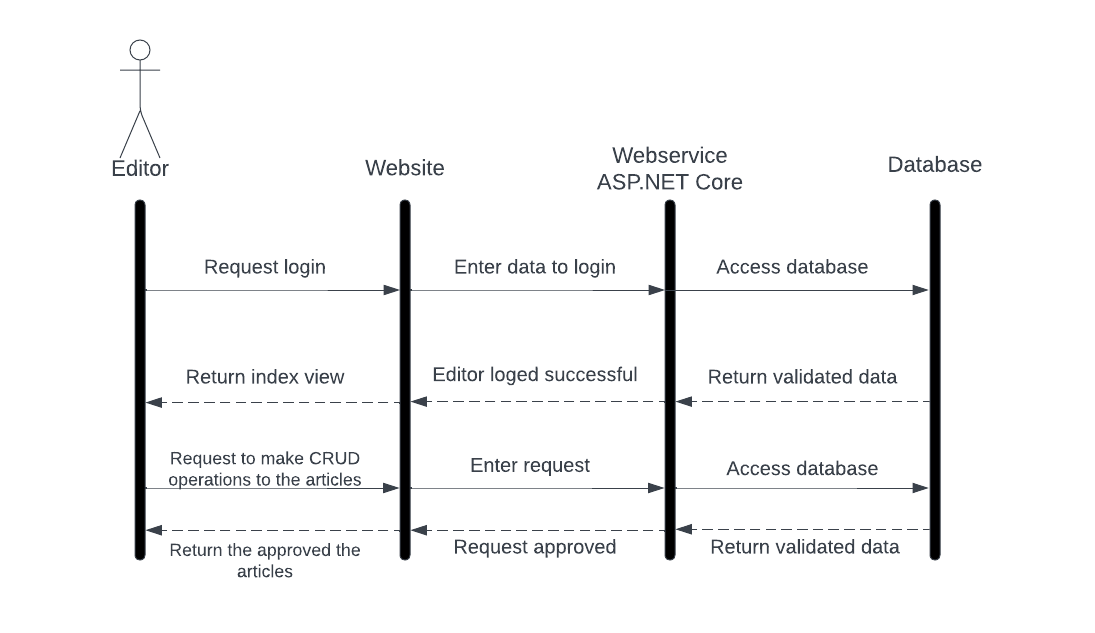 Editor
Website
Webservice
ASP.NET Core
Database
Request login
Enter data to login
Access database
Return index view
Editor loged successful
Return validated data
Request to make CRUD
operations to the articles
Enter request
Access database
Return the approved the
articles
Request approved
Return validated data